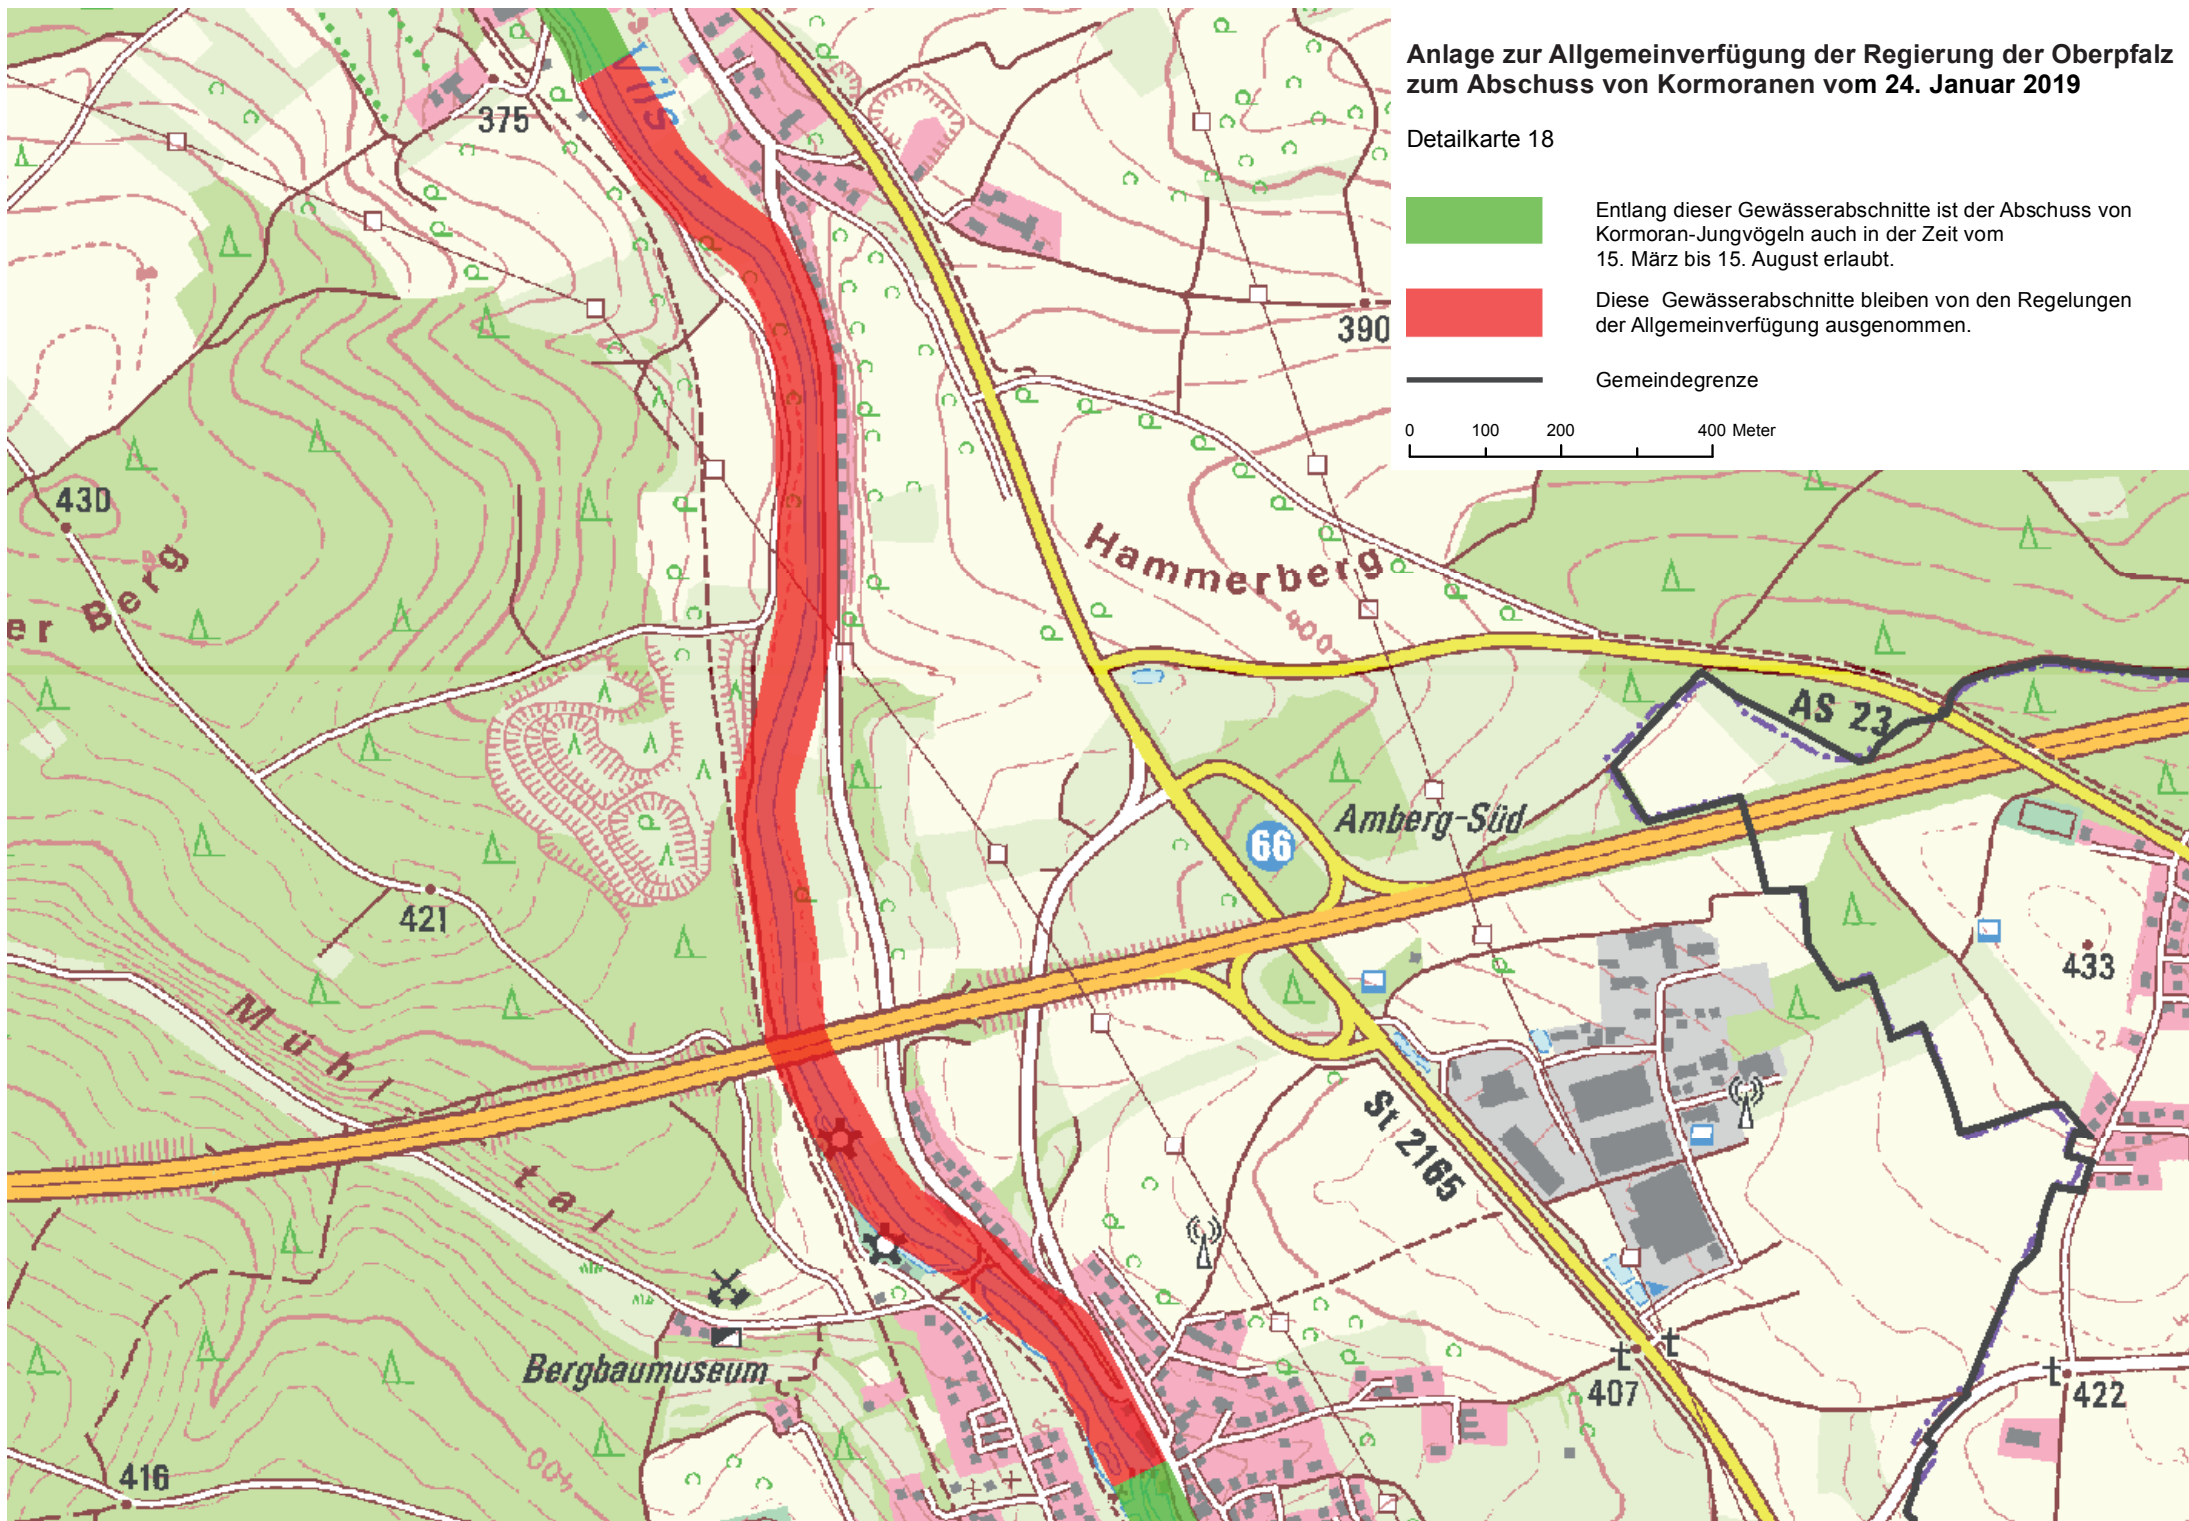 Anlage zur Allgemeinverfügung der Regierung der Oberpfalz
zum Abschuss von Kormoranen vom 24. Januar 2019
Detailkarte 18
Entlang dieser Gewässerabschnitte ist der Abschuss von
Kormoran-Jungvögeln auch in der Zeit vom
15. März bis 15. August erlaubt.
Diese Gewässerabschnitte bleiben von den Regelungen
der Allgemeinverfügung ausgenommen.
Gemeindegrenze
0 100 200 400 Meter
Vils
375
390
430
er Berg
Hammerberg
400
AS 23
Amberg-Süd
66
421
433
Mühltal
St 2165
Bergbaumuseum
407
422
400
416